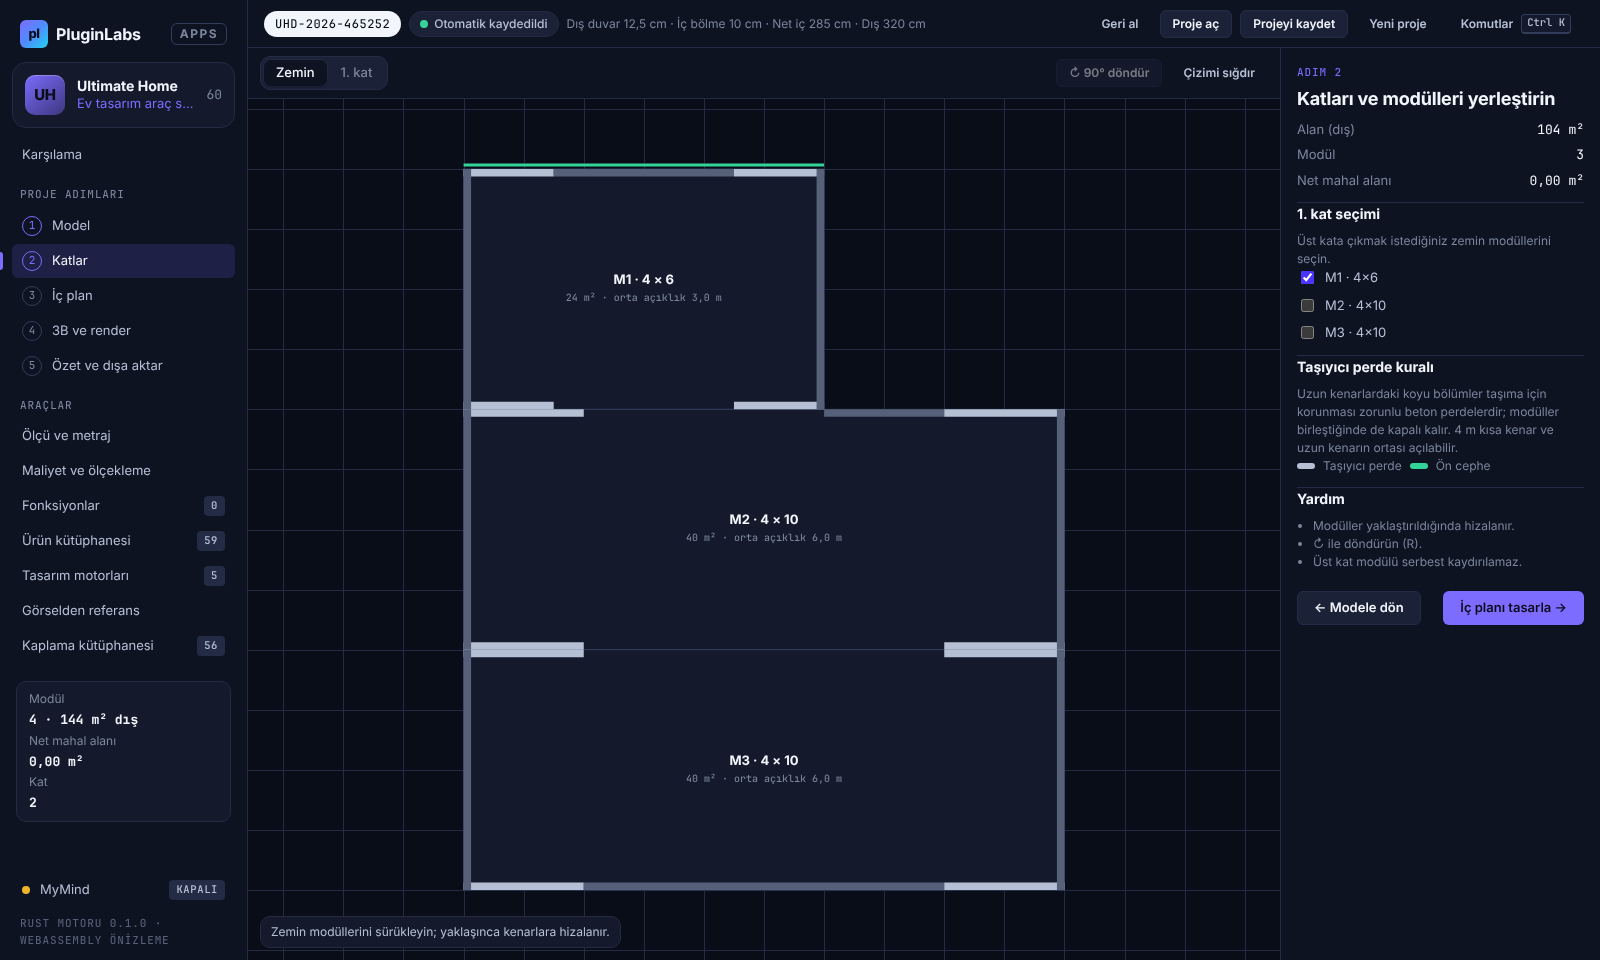 pl PluginLabs APPS
UH Ultimate Home 60
Ev tasarım araç s...
Karşılama
PROJE ADIMLARI
1 Model
2 Katlar
3 İç plan
4 3B ve render
5 Özet ve dışa aktar
ARAÇLAR
Ölçü ve metraj
Maliyet ve ölçekleme
Fonksiyonlar 0
Ürün kütüphanesi 59
Tasarım motorları 5
Görselden referans
Kaplama kütüphanesi 56
Modül
4 · 144 m² dış
Net mahal alanı
0,00 m²
Kat
2
MyMind KAPALI
RUST MOTORU 0.1.0 ·
WEBASSEMBLY ÖNİZLEME
UHD-2026-465252 Otomatik kaydedildi Dış duvar 12,5 cm · İç bölme 10 cm · Net iç 285 cm · Dış 320 cm Geri al Proje aç Projeyi kaydet Yeni proje Komutlar Ctrl K
Zemin 1. kat ↻ 90° döndür Çizimi sığdır
M1 · 4 × 6
24 m² · orta açıklık 3,0 m
M2 · 4 × 10
40 m² · orta açıklık 6,0 m
M3 · 4 × 10
40 m² · orta açıklık 6,0 m
Zemin modüllerini sürükleyin; yaklaşınca kenarlara hizalanır.
ADIM 2
Katları ve modülleri yerleştirin
Alan (dış) 104 m²
Modül 3
Net mahal alanı 0,00 m²
1. kat seçimi
Üst kata çıkmak istediğiniz zemin modüllerini
seçin.
M1 · 4×6
M2 · 4×10
M3 · 4×10
Taşıyıcı perde kuralı
Uzun kenarlardaki koyu bölümler taşıma için
korunması zorunlu beton perdelerdir; modüller
birleştiğinde de kapalı kalır. 4 m kısa kenar ve
uzun kenarın ortası açılabilir.
Taşıyıcı perde Ön cephe
Yardım
• Modüller yaklaştırıldığında hizalanır.
• ↻ ile döndürün (R).
• Üst kat modülü serbest kaydırılamaz.
← Modele dön İç planı tasarla →